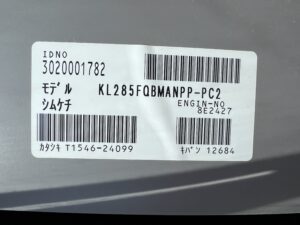 IDNO
3020001782
ﾓﾃﾞﾙ KL285FQBMANPP-PC2
ｼﾑｹﾁ ENGIN-NO
8E2427
ｶﾀｼｷ T1546-24099 ｷﾊﾞﾝ 12684